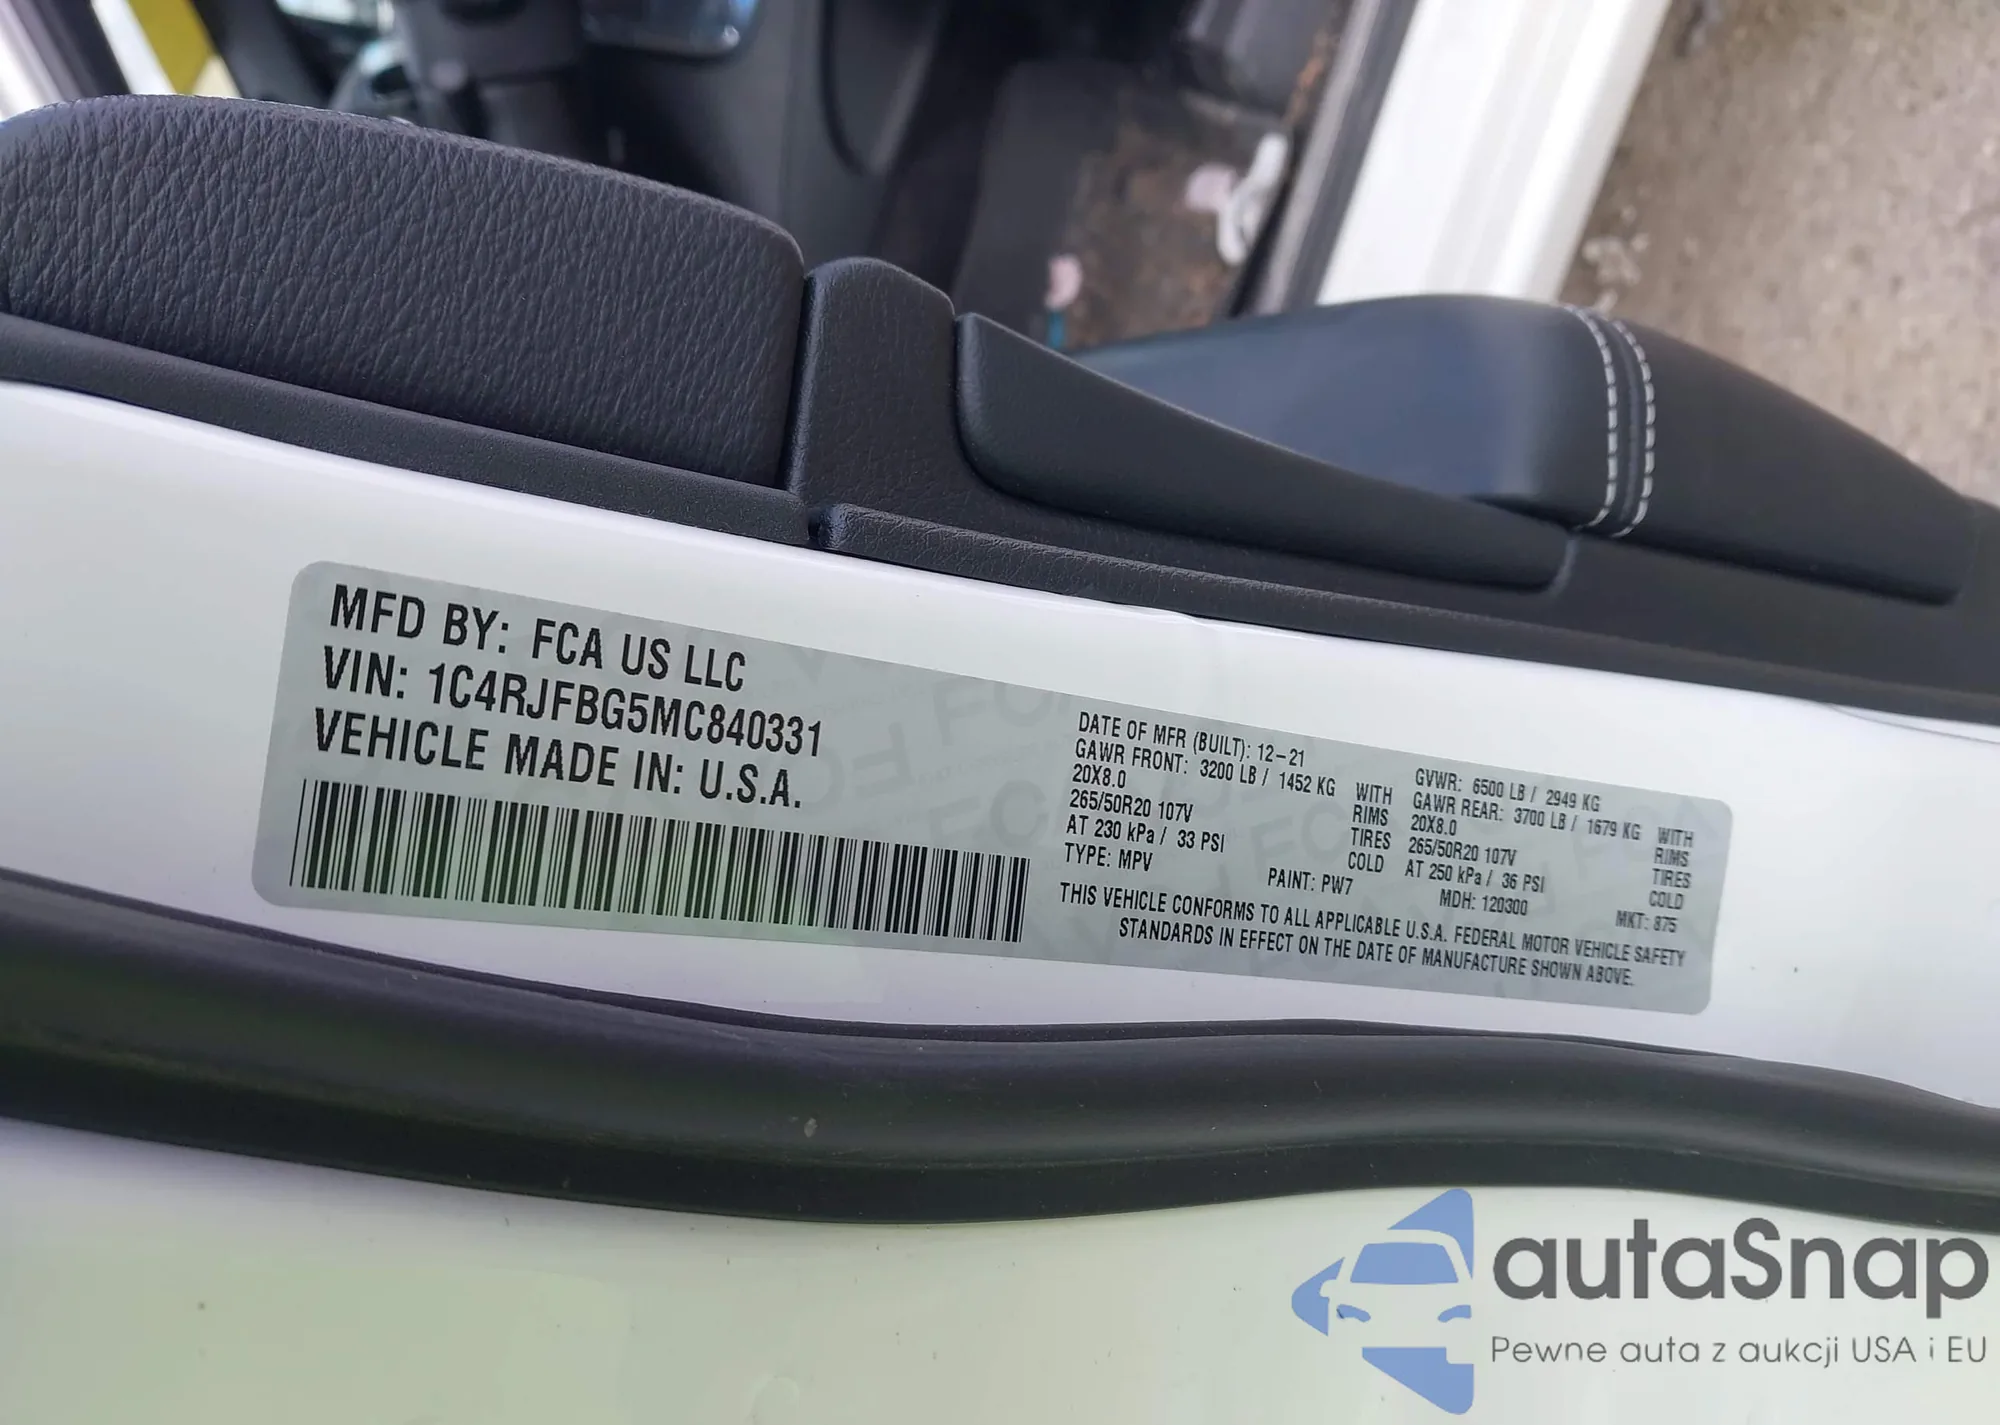 MFD BY: FCA US LLC
VIN: 1C4RJFBG5MC840331
VEHICLE MADE IN: U.S.A.
DATE OF MFR (BUILT): 12-21
GAWR FRONT: 3200 LB / 1452 KG WITH
20X8.0 RIMS
265/50R20 107V TIRES
AT 230 kPa / 33 PSI COLD
TYPE: MPV
GVWR: 6500 LB / 2949 KG
GAWR REAR: 3700 LB / 1679 KG WITH
20X8.0 RIMS
265/50R20 107V TIRES
AT 250 kPa / 36 PSI COLD
PAINT: PW7 MDH: 120300 MKT: 875
THIS VEHICLE CONFORMS TO ALL APPLICABLE U.S.A. FEDERAL MOTOR VEHICLE SAFETY
STANDARDS IN EFFECT ON THE DATE OF MANUFACTURE SHOWN ABOVE.
autaSnap
Pewne auta z aukcji USA i EU